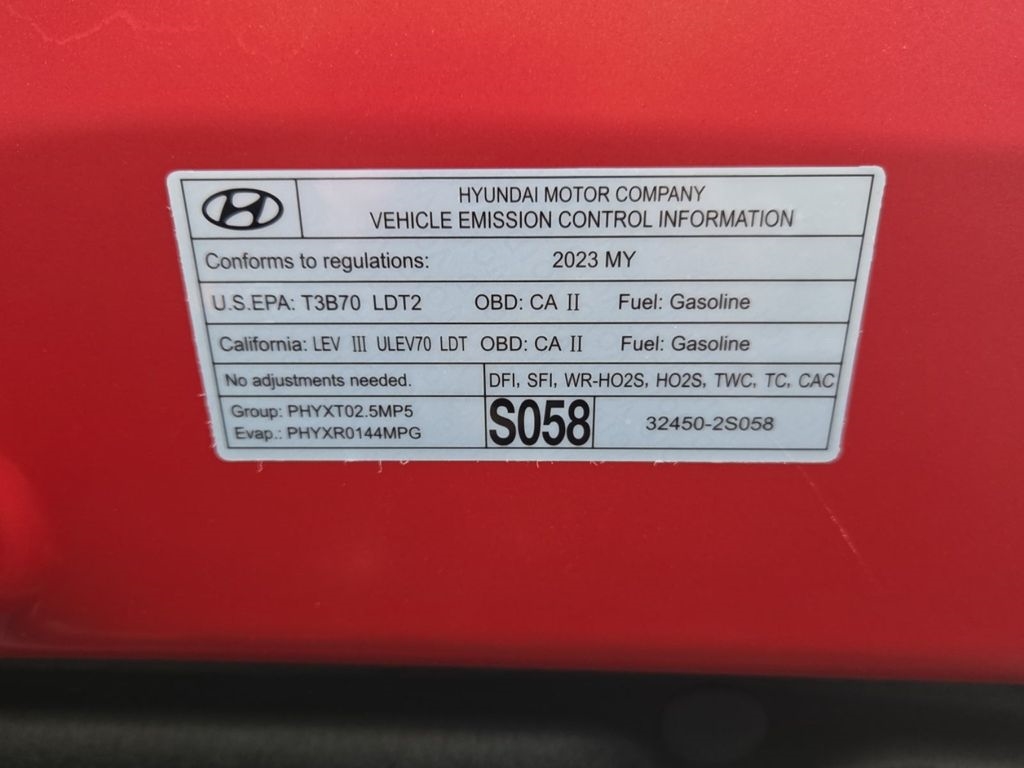 HYUNDAI MOTOR COMPANY
VEHICLE EMISSION CONTROL INFORMATION
Conforms to regulations: 2023 MY
U.S.EPA: T3B70 LDT2 OBD: CA II Fuel: Gasoline
California: LEV III ULEV70 LDT OBD: CA II Fuel: Gasoline
No adjustments needed. DFI, SFI, WR-HO2S, HO2S, TWC, TC, CAC
Group: PHYXT02.5MP5
Evap.: PHYXR0144MPG
S058
32450-2S058